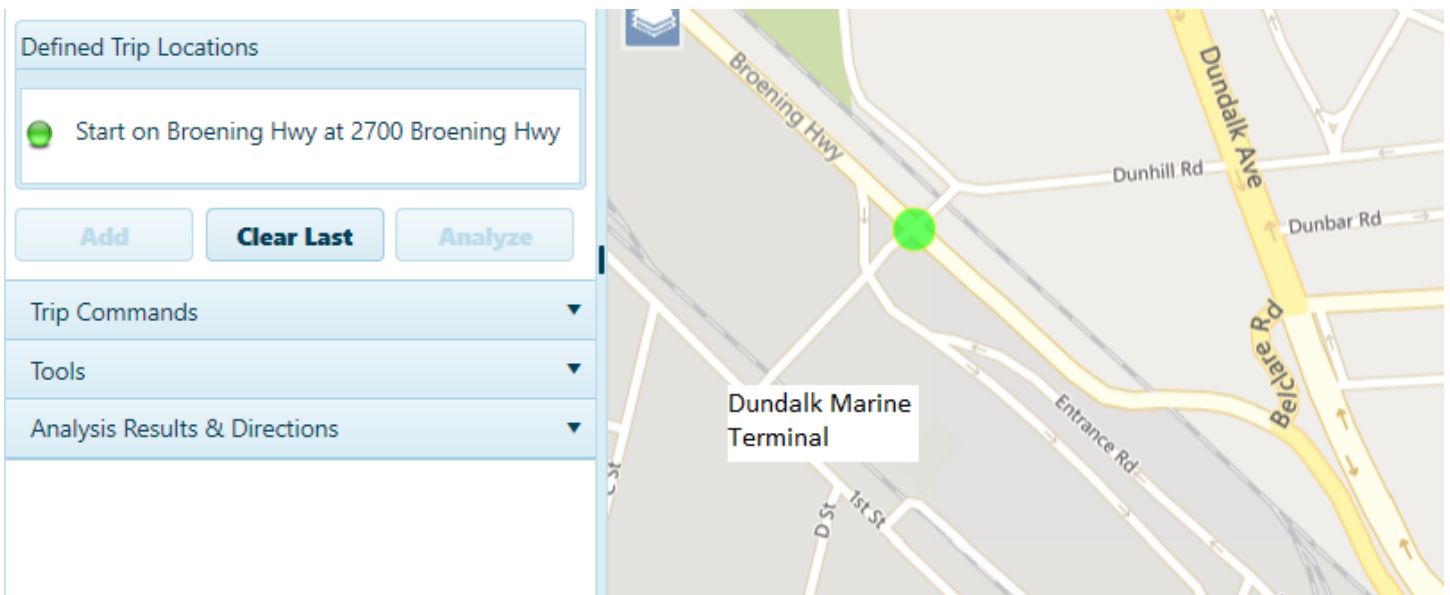 Defined Trip Locations
Start on Broening Hwy at 2700 Broening Hwy
Add
Clear Last
Analyze
Trip Commands
Tools
Analysis Results & Directions
Broening Hwy
Dundalk Ave
Dunhill Rd
Dunbar Rd
Belclare Rd
Dundalk Marine
Terminal
Entrance Rd
1st St
D St